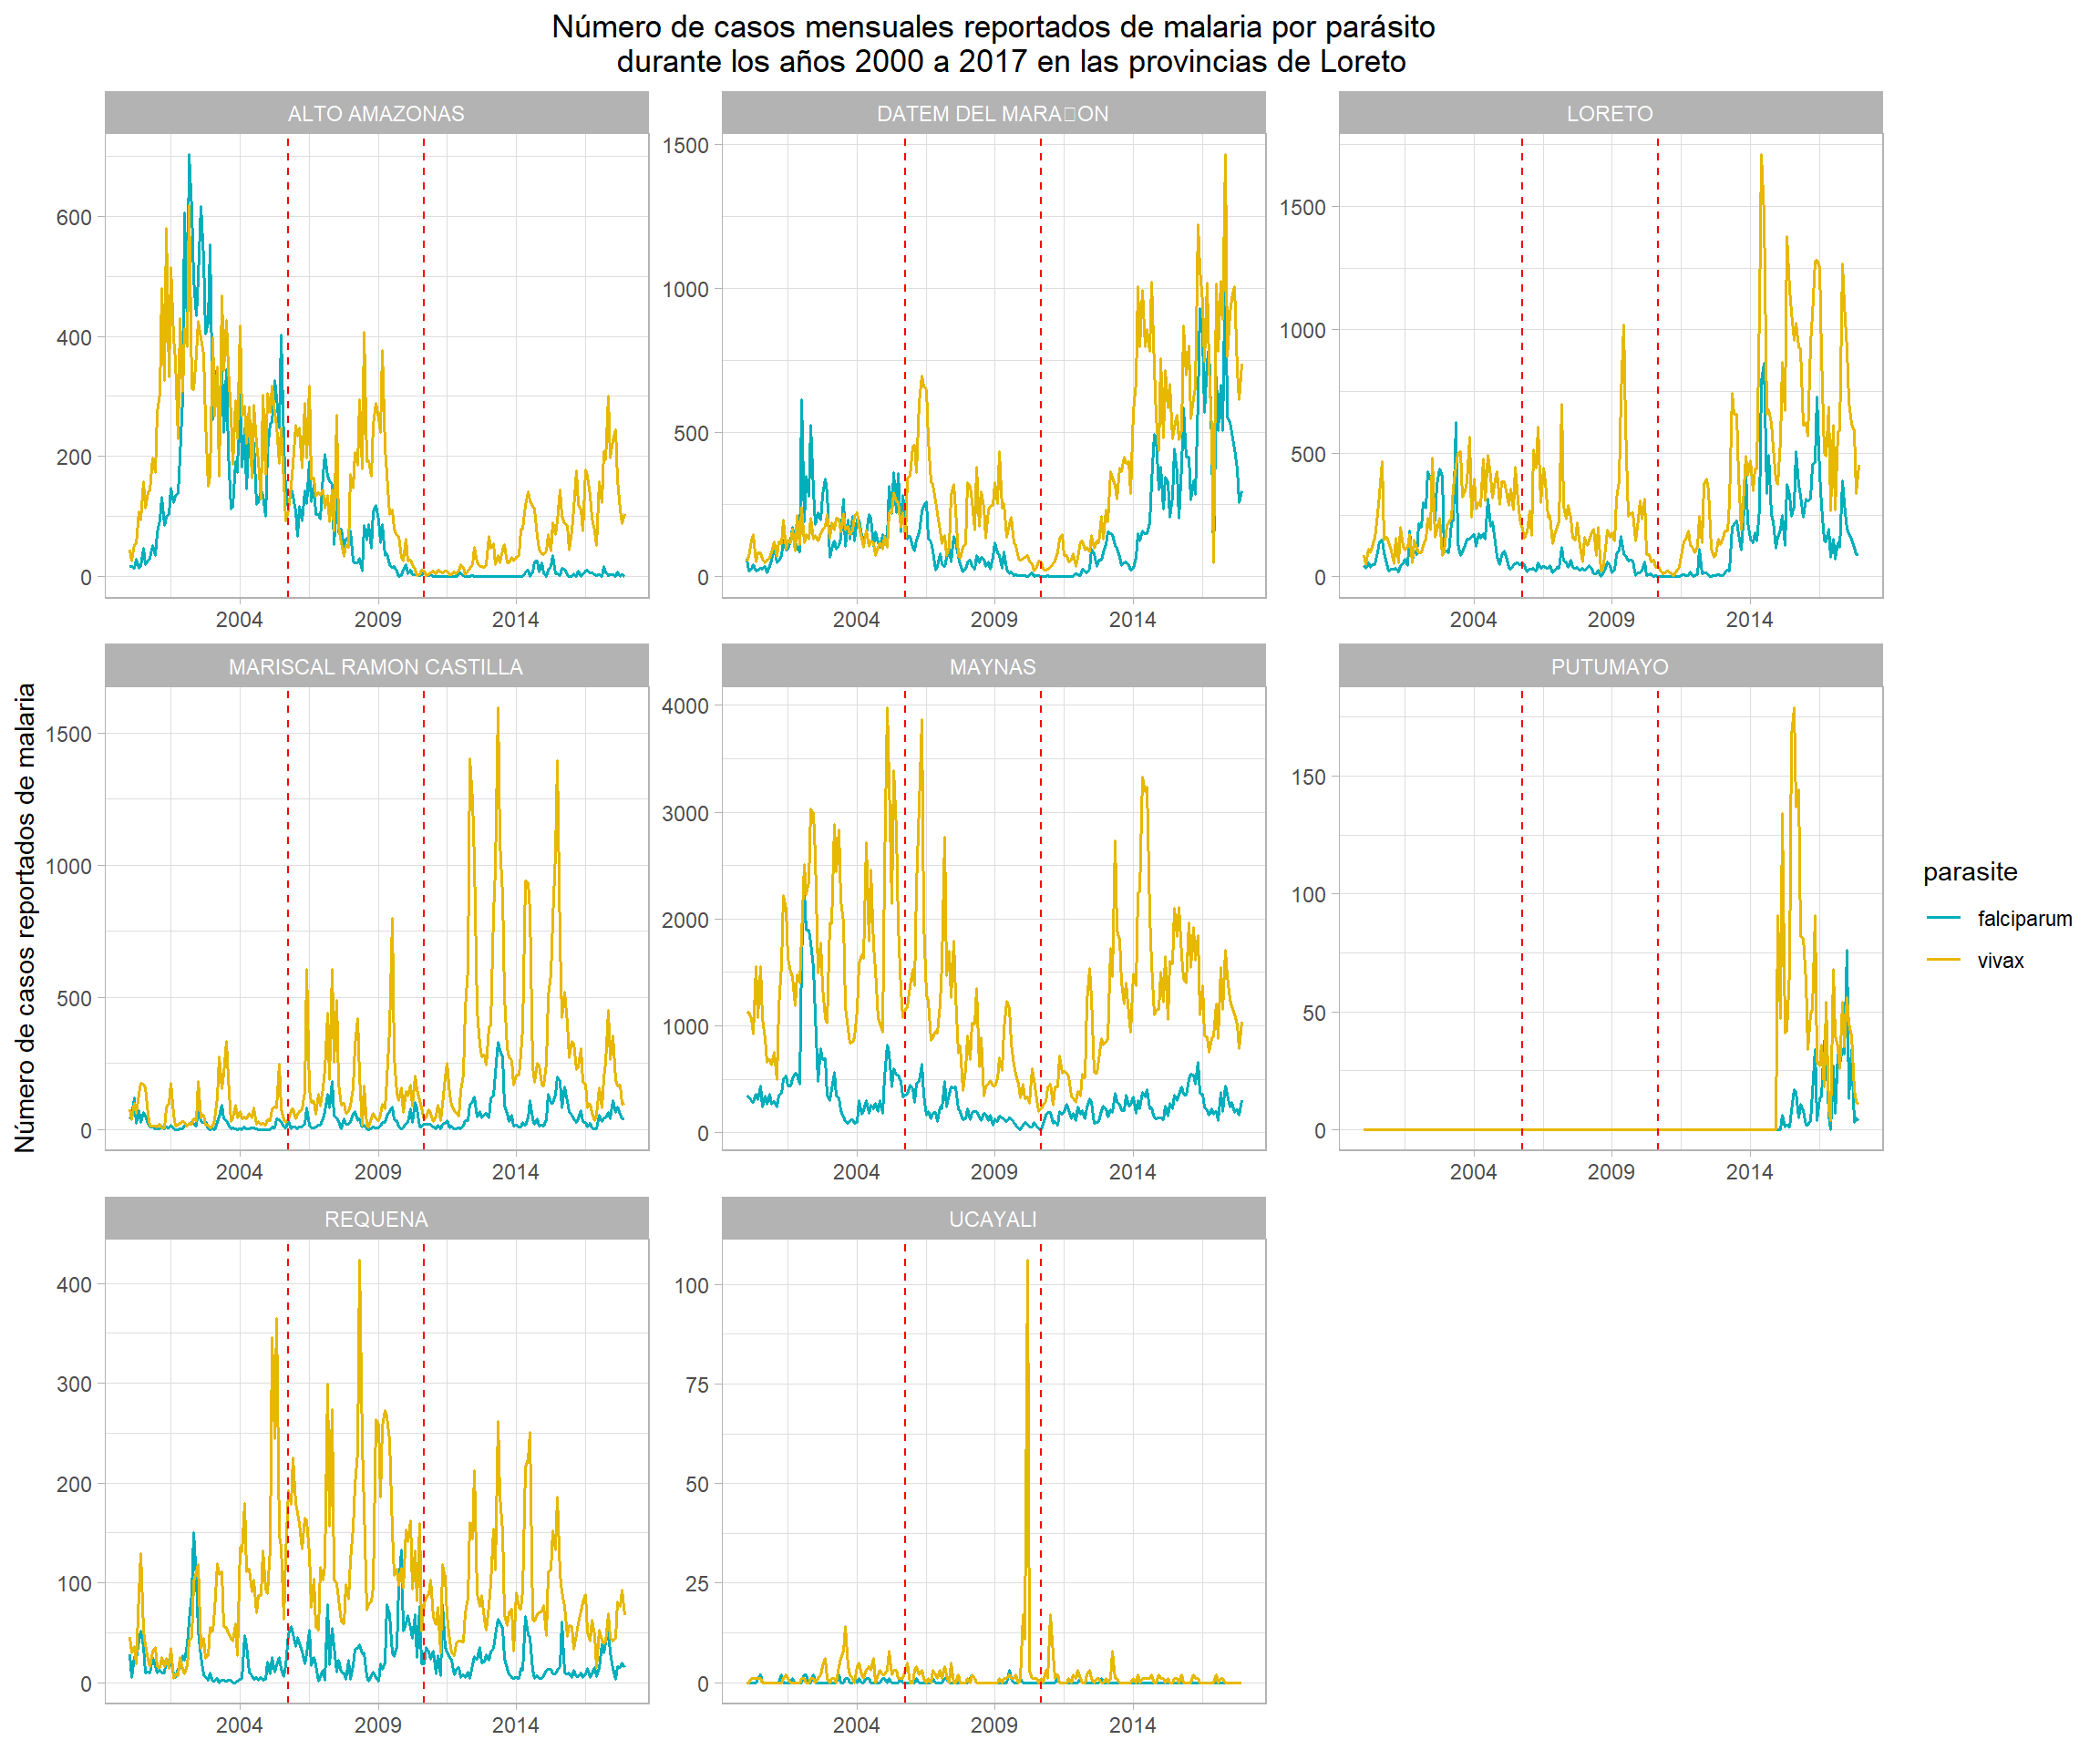 Número de casos mensuales reportados de malaria por parásito
durante los años 2000 a 2017 en las provincias de Loreto
Número de casos reportados de malaria
ALTO AMAZONAS
600
400
200
0
2004 2009 2014
DATEM DEL MARA□ON
1500
1000
500
0
2004 2009 2014
LORETO
1500
1000
500
0
2004 2009 2014
MARISCAL RAMON CASTILLA
1500
1000
500
0
2004 2009 2014
MAYNAS
4000
3000
2000
1000
0
2004 2009 2014
PUTUMAYO
150
100
50
0
2004 2009 2014
REQUENA
400
300
200
100
0
2004 2009 2014
UCAYALI
100
75
50
25
0
2004 2009 2014
parasite
falciparum
vivax